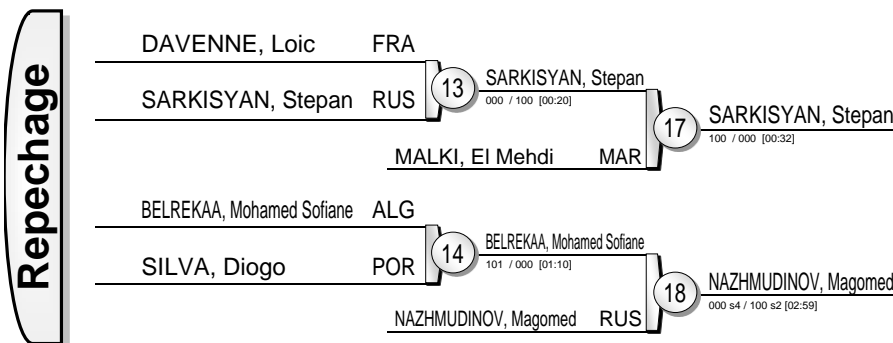 Repechage
DAVENNE, Loic FRA
SARKISYAN, Stepan RUS
13
SARKISYAN, Stepan
000 / 100 [00:20]
MALKI, El Mehdi MAR
17
SARKISYAN, Stepan
100 / 000 [00:32]
BELREKAA, Mohamed Sofiane ALG
SILVA, Diogo POR
14
BELREKAA, Mohamed Sofiane
101 / 000 [01:10]
NAZHMUDINOV, Magomed RUS
18
NAZHMUDINOV, Magomed
000 s4 / 100 s2 [02:59]